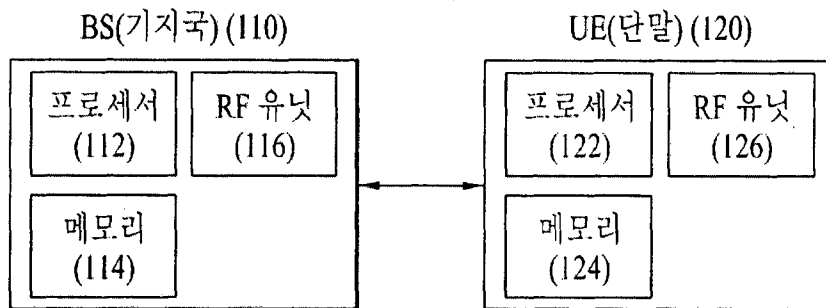 BS(기지국) (110)
UE(단말) (120)
프로세서
(112)
RF 유닛
(116)
메모리
(114)
프로세서
(122)
RF 유닛
(126)
메모리
(124)